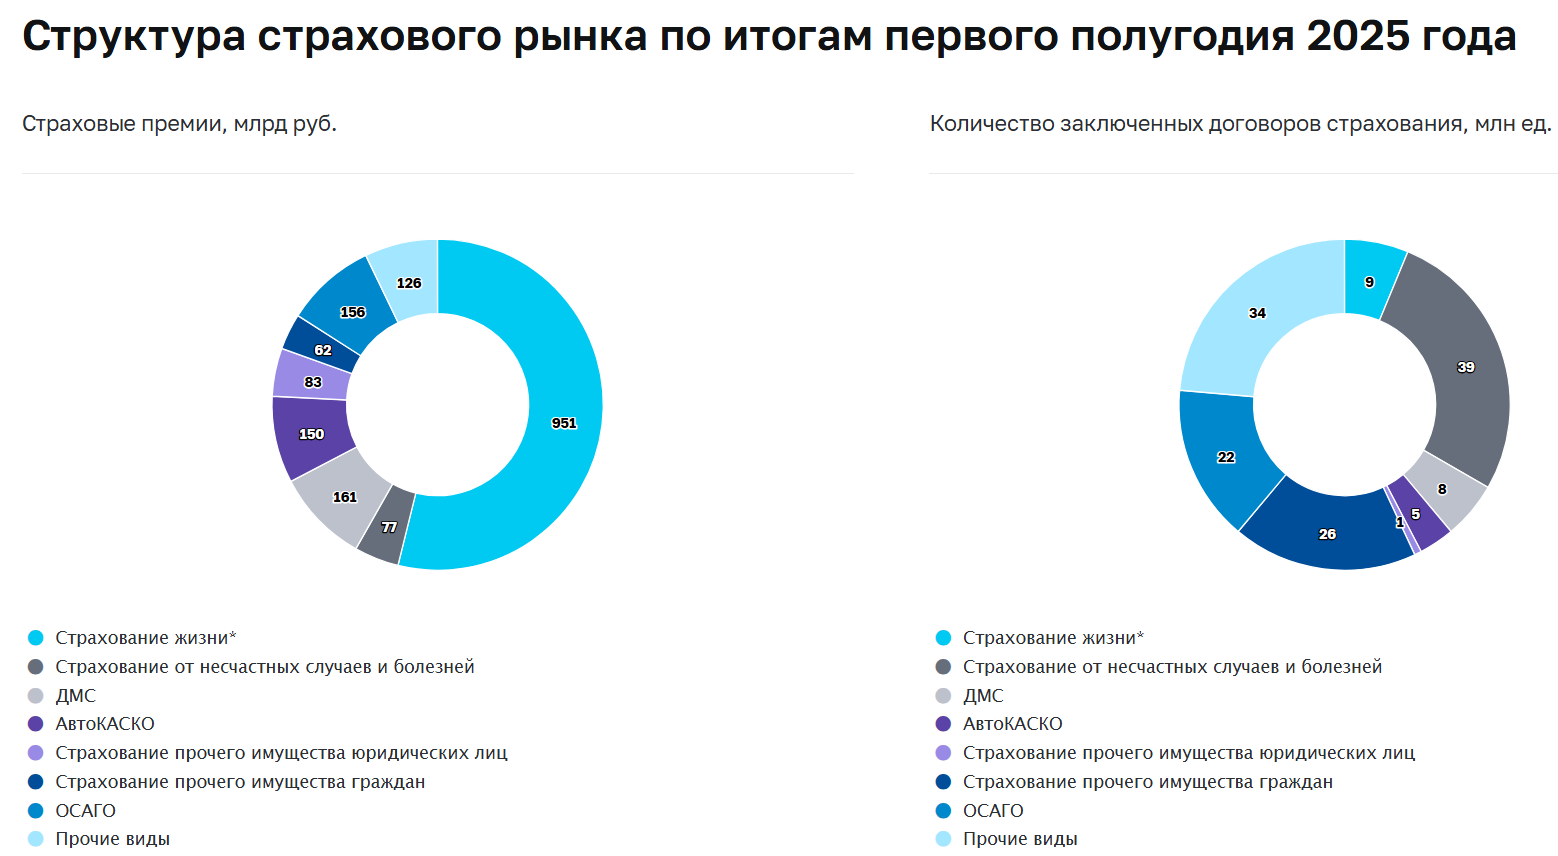 Структура страхового рынка по итогам первого полугодия 2025 года
Страховые премии, млрд руб.
126
156
62
83
150
161
77
951
Страхование жизни*
Страхование от несчастных случаев и болезней
ДМС
АвтоКАСКО
Страхование прочего имущества юридических лиц
Страхование прочего имущества граждан
ОСАГО
Прочие виды
Количество заключенных договоров страхования, млн ед.
9
34
39
22
8
5
1
26
Страхование жизни*
Страхование от несчастных случаев и болезней
ДМС
АвтоКАСКО
Страхование прочего имущества юридических лиц
Страхование прочего имущества граждан
ОСАГО
Прочие виды